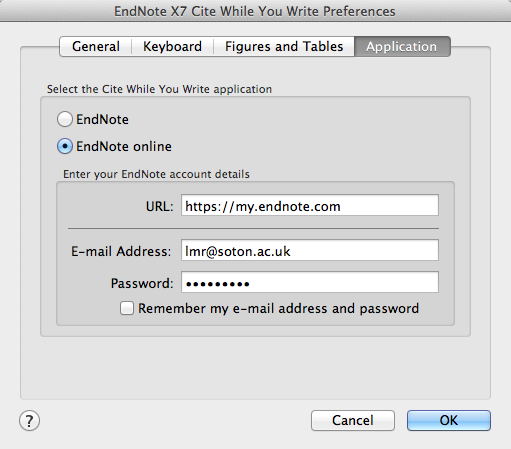 EndNote X7 Cite While You Write Preferences
General Keyboard Figures and Tables Application
Select the Cite While You Write application
EndNote
EndNote online
Enter your EndNote account details
URL: https://my.endnote.com
E-mail Address: lmr@soton.ac.uk
Password: •••••••••
Remember my e-mail address and password
? Cancel OK